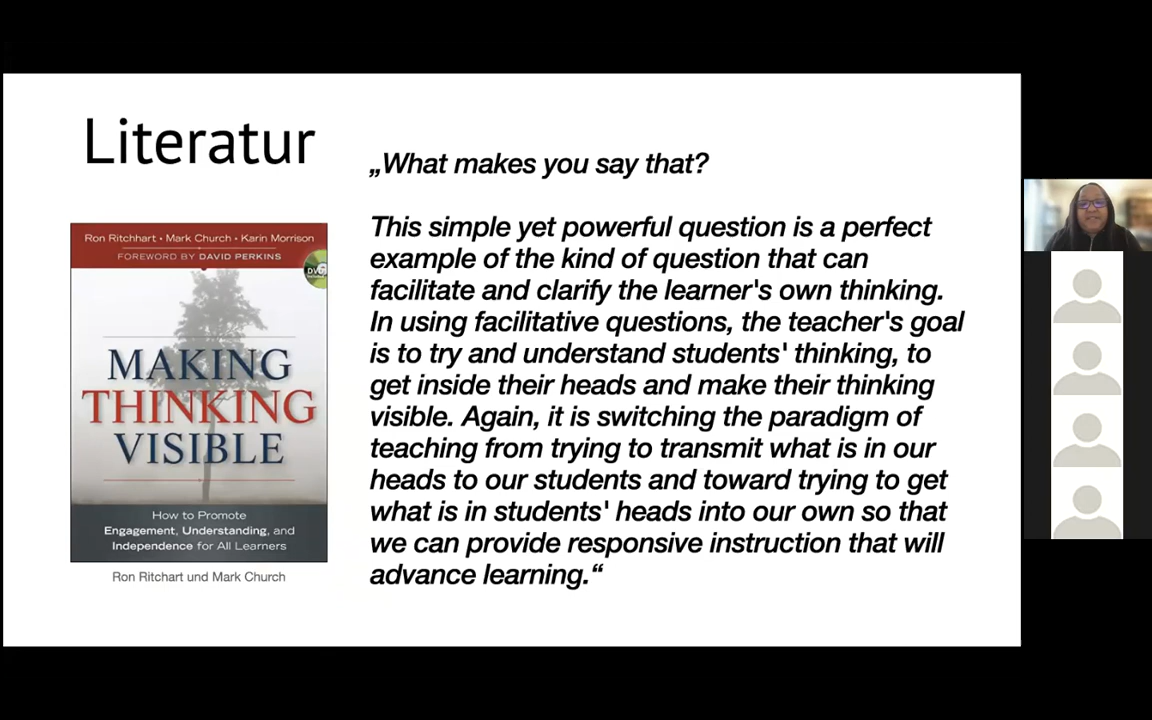 Literatur
Ron Ritchhart • Mark Church • Karin Morrison
FOREWORD BY DAVID PERKINS
DVD
MAKING
THINKING
VISIBLE
How to Promote
Engagement, Understanding, and
Independence for All Learners
Ron Ritchart und Mark Church
„What makes you say that?
This simple yet powerful question is a perfect
example of the kind of question that can
facilitate and clarify the learner's own thinking.
In using facilitative questions, the teacher's goal
is to try and understand students' thinking, to
get inside their heads and make their thinking
visible. Again, it is switching the paradigm of
teaching from trying to transmit what is in our
heads to our students and toward trying to get
what is in students' heads into our own so that
we can provide responsive instruction that will
advance learning.“